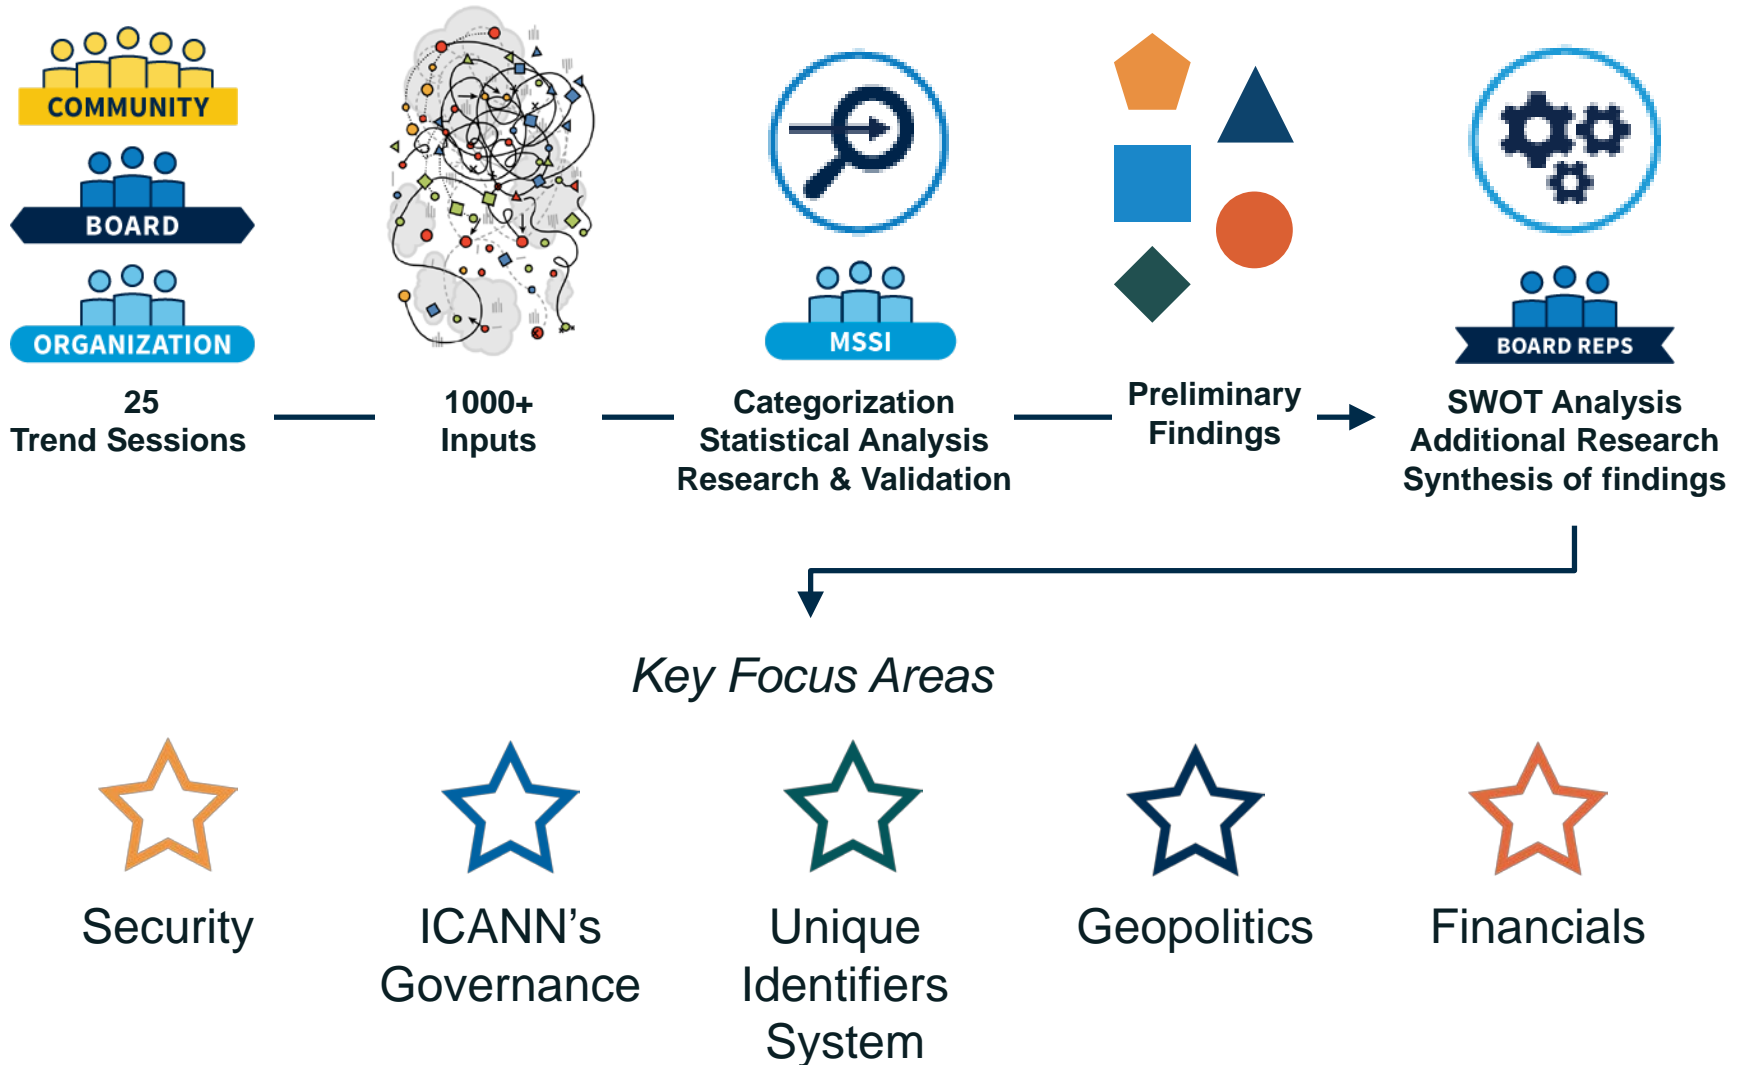 COMMUNITY
BOARD
ORGANIZATION
25
Trend Sessions
1000+
Inputs
MSSI
Categorization
Statistical Analysis
Research & Validation
Preliminary
Findings
BOARD REPS
SWOT Analysis
Additional Research
Synthesis of findings
Key Focus Areas
Security
ICANN’s
Governance
Unique
Identifiers
System
Geopolitics
Financials